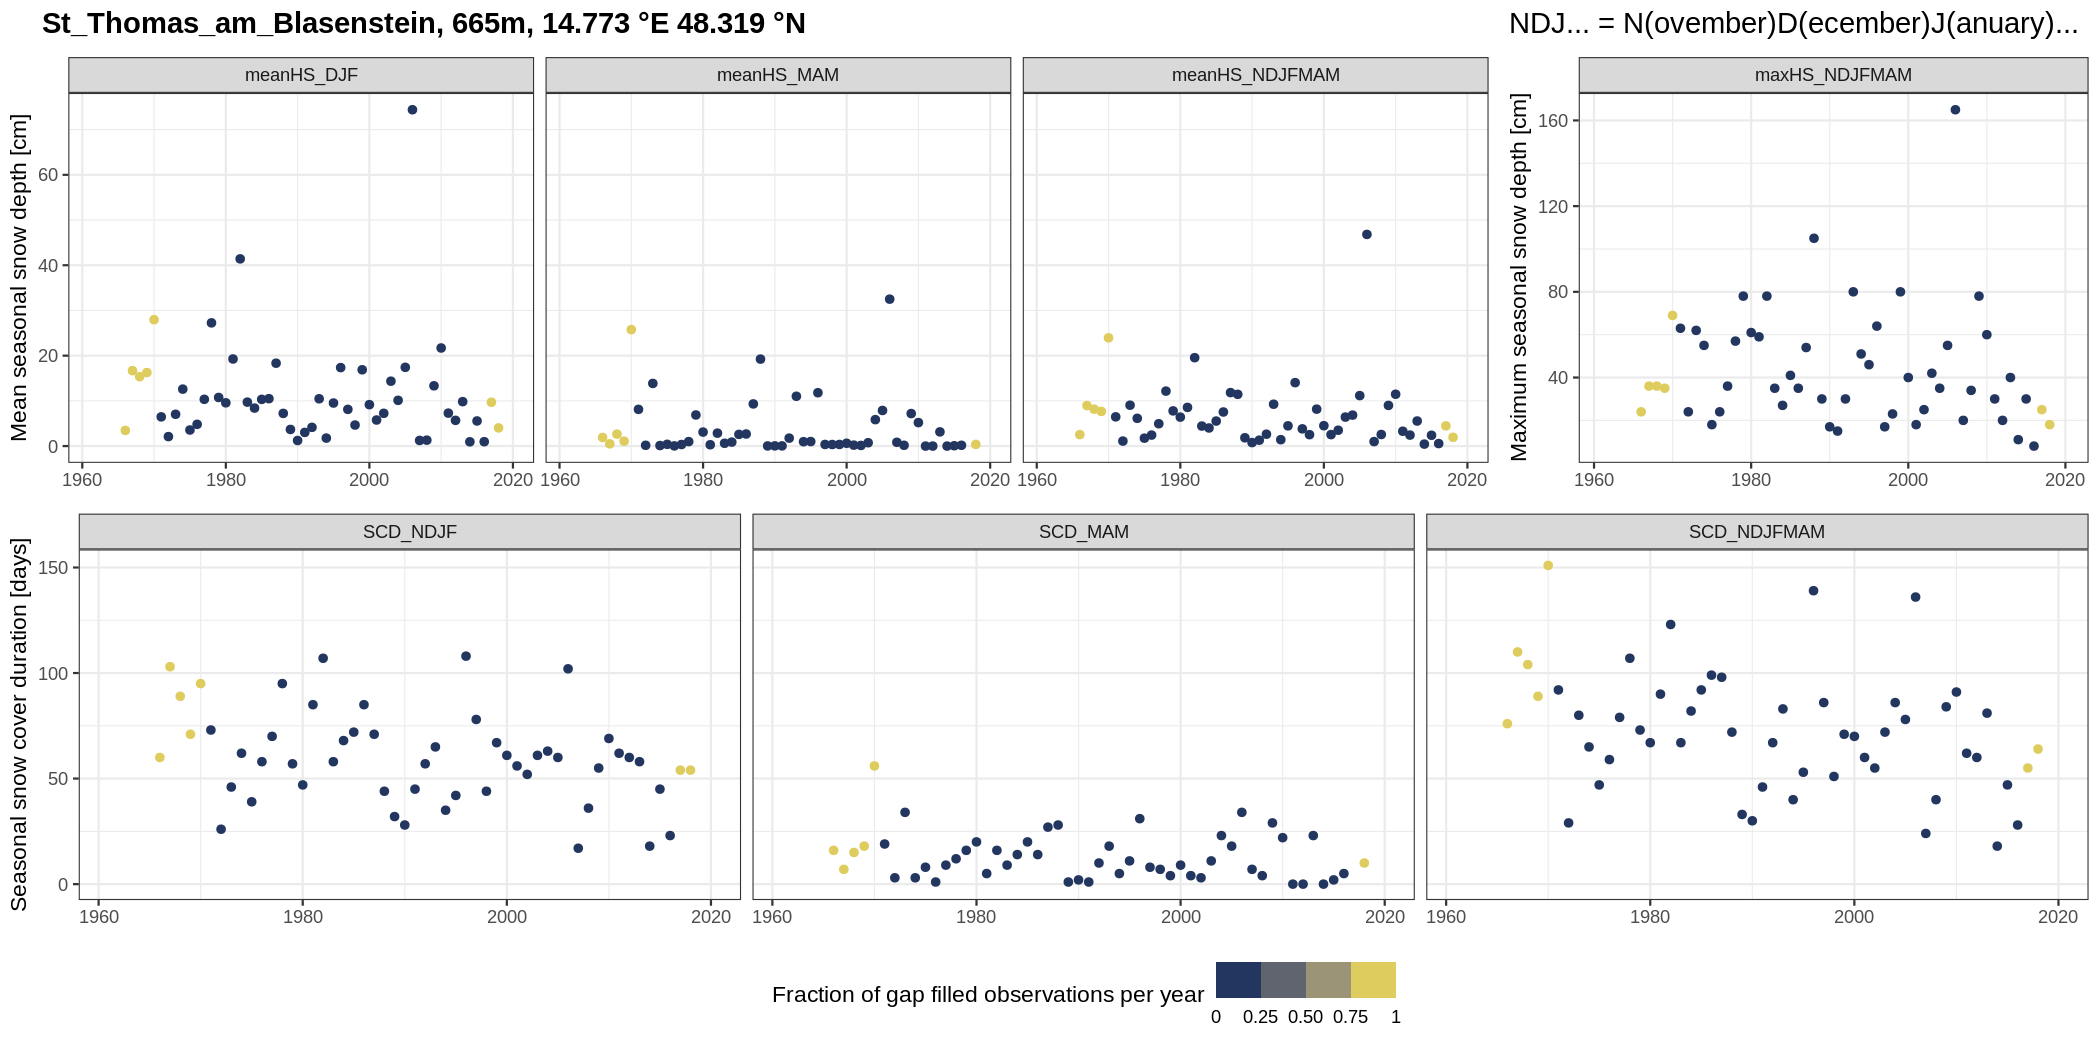 St_Thomas_am_Blasenstein, 665m, 14.773 °E 48.319 °N
NDJ... = N(ovember)D(ecember)J(anuary)...
meanHS_DJF
meanHS_MAM
meanHS_NDJFMAM
maxHS_NDJFMAM
Mean seasonal snow depth [cm]
60
40
20
0
1960 1980 2000 2020
1960 1980 2000 2020
1960 1980 2000 2020
Maximum seasonal snow depth [cm]
160
120
80
40
1960 1980 2000 2020
SCD_NDJF
SCD_MAM
SCD_NDJFMAM
Seasonal snow cover duration [days]
150
100
50
0
1960 1980 2000 2020
1960 1980 2000 2020
1960 1980 2000 2020
Fraction of gap filled observations per year
0 0.25 0.50 0.75 1